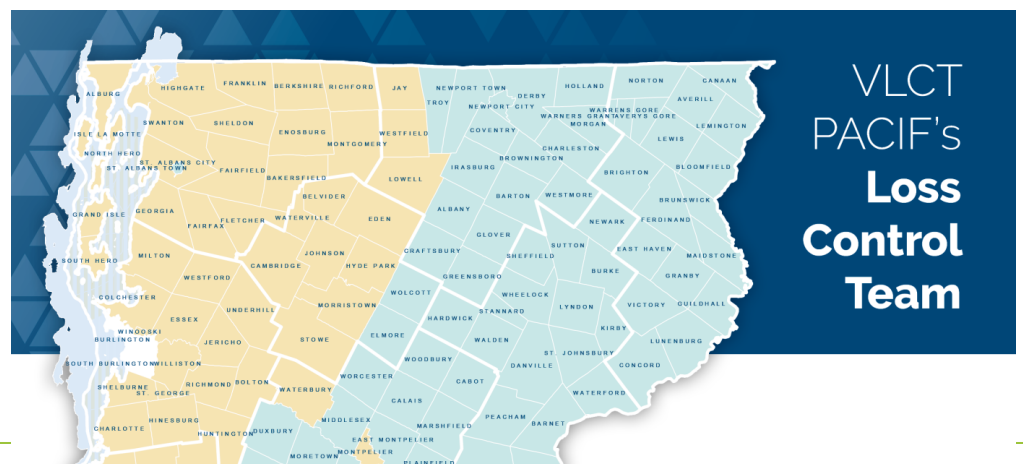 VLCT
PACIF's
Loss
Control
Team
NORTON
CANAAN
FRANKLIN
BERKSHIRE
RICHFORD
JAY
NEWPORT TOWN
HOLLAND
HIGHGATE
ALBURG
DERBY
AVERILL
TROY
NEWPORT CITY
WARRENS GORE
WARNERS GRANT
AVERYS GORE
SWANTON
SHELDON
MORGAN
LEMINGTON
ISLE LA MOTTE
ENOSBURG
WESTFIELD
COVENTRY
LEWIS
MONTGOMERY
CHARLESTON
NORTH HERO
BROWNINGTON
ST. ALBANS CITY
ST. ALBANS TOWN
FAIRFIELD
IRASBURG
BLOOMFIELD
BAKERSFIELD
LOWELL
BRIGHTON
BELVIDER
BARTON
WESTMORE
BRUNSWICK
GRAND ISLE
GEORGIA
ALBANY
FLETCHER
WATERVILLE
EDEN
NEWARK
FERDINAND
FAIRFAX
GLOVER
SUTTON
CRAFTSBURY
EAST HAVEN
MILTON
JOHNSON
SHEFFIELD
MAIDSTONE
SOUTH HERO
CAMBRIDGE
HYDE PARK
BURKE
WESTFORD
GREENSBORO
GRANBY
COLCHESTER
WOLCOTT
WHEELOCK
MORRISTOWN
LYNDON
VICTORY
GUILDHALL
UNDERHILL
STANNARD
ESSEX
HARDWICK
WINOOSKI
KIRBY
BURLINGTON
ELMORE
JERICHO
STOWE
WALDEN
LUNENBURG
ST. JOHNSBURY
WOODBURY
SOUTH BURLINGTON
WILLISTON
DANVILLE
CONCORD
WORCESTER
CABOT
SHELBURNE
RICHMOND
BOLTON
WATERBURY
ST. GEORGE
WATERFORD
CALAIS
HINESBURG
MIDDLESEX
PEACHAM
CHARLOTTE
MARSHFIELD
BARNET
HUNTINGTON
DUXBURY
EAST MONTPELIER
MONTPELIER
MORETOWN
PLAINFIELD